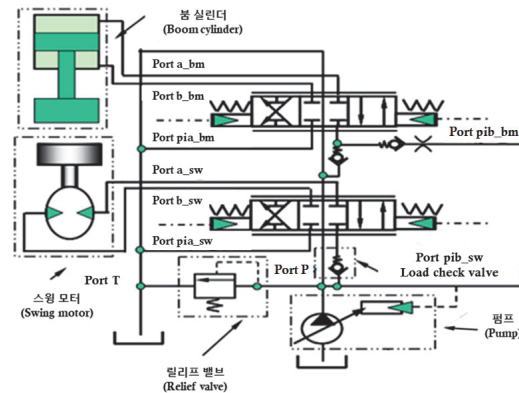 붐 실린더
(Boom cylinder)
Port a_bm
Port b_bm
Port pia_bm
Port pib_bm
Port a_sw
Port b_sw
Port pia_sw
Port T
Port P
Port pib_sw
Load check valve
스윙 모터
(Swing motor)
릴리프 밸브
(Relief valve)
펌프
(Pump)